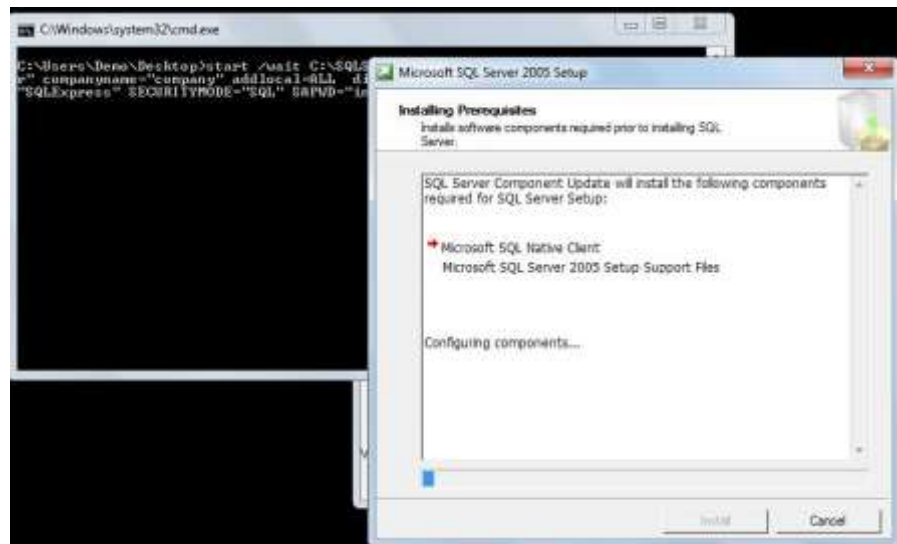 C:\Windows\system32\cmd.exe
C:\Users\Demo\Desktop>start /wait C:\SQLS
r" companyname="company" addlocal=ALL di
"SQLExpress" SECURITYMODE="SQL" SAPWD="in
Microsoft SQL Server 2005 Setup
Installing Prerequisites
Installs software components required prior to installing SQL
Server.
SQL Server Component Update will install the following components
required for SQL Server Setup:
Microsoft SQL Native Client
Microsoft SQL Server 2005 Setup Support Files
Configuring components...
Install
Cancel